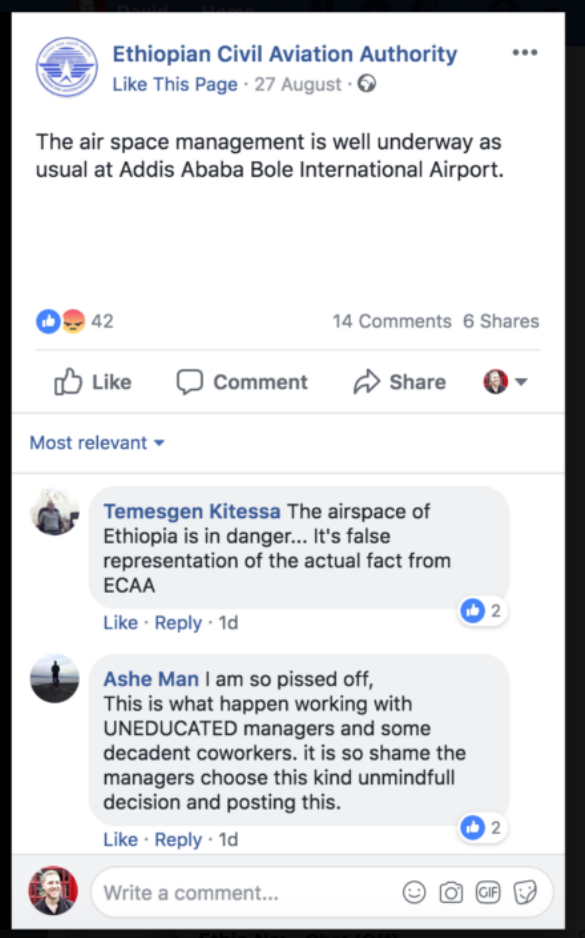 Ethiopian Civil Aviation Authority
Like This Page · 27 August ·
The air space management is well underway as
usual at Addis Ababa Bole International Airport.
42
14 Comments 6 Shares
Like Comment Share
Most relevant
Temesgen Kitessa The airspace of
Ethiopia is in danger... It's false
representation of the actual fact from
ECAA
2
Like · Reply · 1d
Ashe Man I am so pissed off,
This is what happen working with
UNEDUCATED managers and some
decadent coworkers. it is so shame the
managers choose this kind unmindfull
decision and posting this.
2
Like · Reply · 1d
Write a comment...
GIF